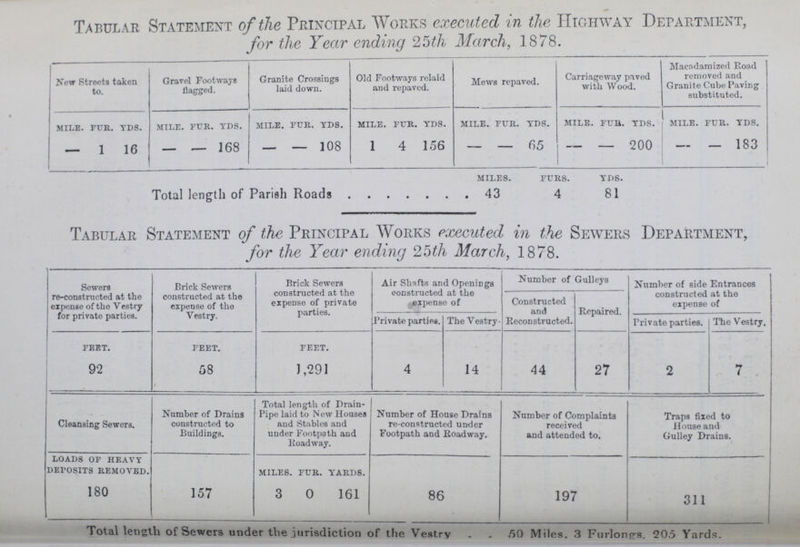 TABULAR STATEMENT of the PRINCIPAL WORKS executed in the HIGHWAY DEPARTMENT,
for the Year ending 25th March, 1878.
New Streets taken to. | Gravel Footways flagged. | Granite Crossings laid down. | Old Footways relaid and repaved. | Mews repaved. | Carriageway paved with Wood. | Macadamized Road removed and Granite Cube Paving substituted.
MILE. FUR. YDS. | MILE. FUR. YDS. | MILE. FUR. YDS. | MILE. FUR. YDS. | MILE. FUR. YDS. | MILE. FUR. YDS. | MILE. FUR. YDS.
— 1 16 | — — 168 | — — 108 | 1 4 156 | — — 65 | — — 200 | — — 183
MILES. FURS. YDS.
Total length of Parish Roads . . . . . . . 43 4 81
TABULAR STATEMENT of the PRINCIPAL WORKS executed in the SEWERS DEPARTMENT,
for the Year ending 25th March, 1878.
Sewers re-constructed at the expense of the Vestry for private parties. | Brick Sewers constructed at the expense of the Vestry. | Brick Sewers constructed at the expense of private parties. | Air Shafts and Openings constructed at the expense of | Number of Gulleys | Number of side Entrances constructed at the expense of
Private parties. | The Vestry. | Constructed and Reconstructed. | Repaired. | Private parties. | The Vestry.
FEET. | FEET. | FEET.
92 | 58 | 1,291 | 4 | 14 | 44 | 27 | 2 | 7
Cleansing Sewers. | Number of Drains constructed to Buildings. | Total length of Drain-Pipe laid to New Houses and Stables and under Footpath and Roadway. | Number of House Drains re-constructed under Footpath and Roadway. | Number of Complaints received and attended to. | Traps fixed to House and Gulley Drains.
LOADS OF HEAVY DEPOSITS REMOVED. | MILES. FUR. YARDS.
180 | 157 | 3 0 161 | 86 | 197 | 311
Total length of Sewers under the jurisdiction of the Vestry . . 50 Miles. 3 Furlongs. 205 Yards.